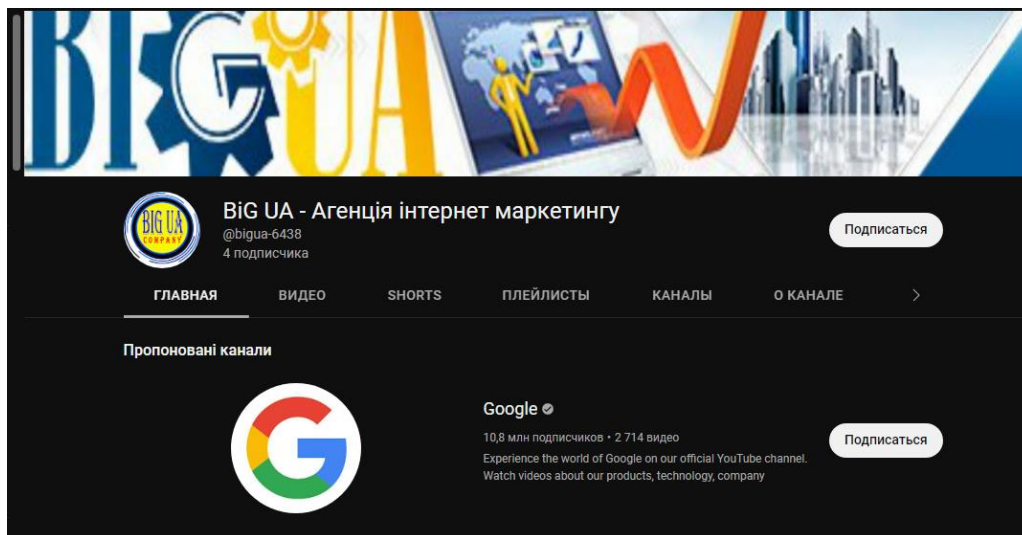 BIG UA
BIG UA
COMPANY
BiG UA - Агенція інтернет маркетингу
@bigua-6438
4 подписчика
Подписаться
ГЛАВНАЯ ВИДЕО SHORTS ПЛЕЙЛИСТЫ КАНАЛЫ О КАНАЛЕ
Пропоновані канали
Google
10,8 млн подписчиков • 2 714 видео
Experience the world of Google on our official YouTube channel.
Watch videos about our products, technology, company
Подписаться